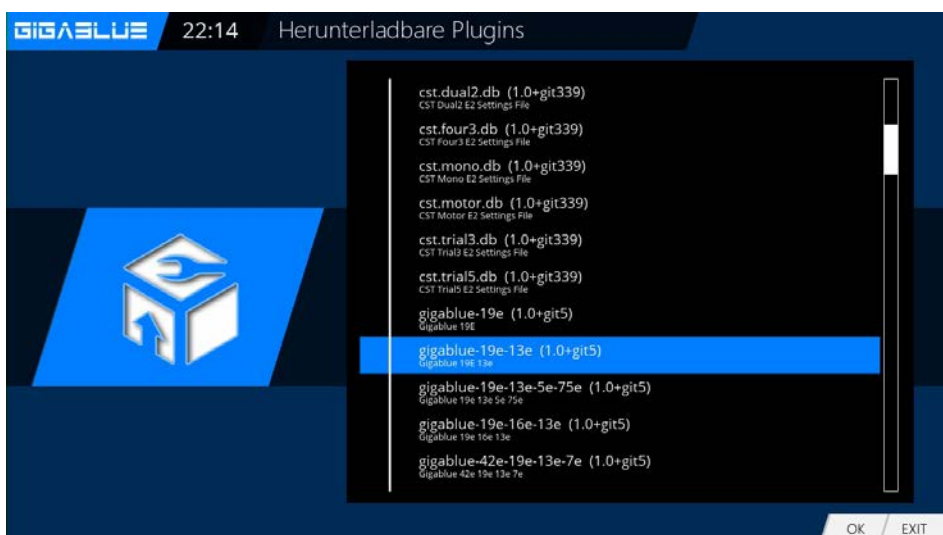 GIGABLUE 22:14 Herunterladbare Plugins
cst.dual2.db (1.0+git339)
CST Dual2 E2 Settings File
cst.four3.db (1.0+git339)
CST Four3 E2 Settings File
cst.mono.db (1.0+git339)
CST Mono E2 Settings File
cst.motor.db (1.0+git339)
CST Motor E2 Settings File
cst.trial3.db (1.0+git339)
CST Trial3 E2 Settings File
cst.trial5.db (1.0+git339)
CST Trial5 E2 Settings File
gigablue-19e (1.0+git5)
Gigablue 19E
gigablue-19e-13e (1.0+git5)
Gigablue 19E 13e
gigablue-19e-13e-5e-75e (1.0+git5)
Gigablue 19e 13e 5e 75e
gigablue-19e-16e-13e (1.0+git5)
Gigablue 19e 16e 13e
gigablue-42e-19e-13e-7e (1.0+git5)
Gigablue 42e 19e 13e 7e
OK EXIT